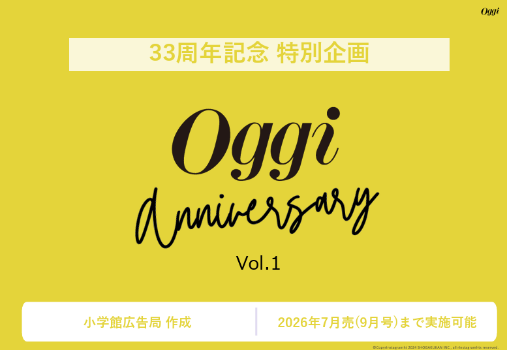 Oggi
33周年記念 特別企画
Oggi
Anniversary
Vol.1
小学館広告局 作成
2026年7月売(9月号)まで実施可能